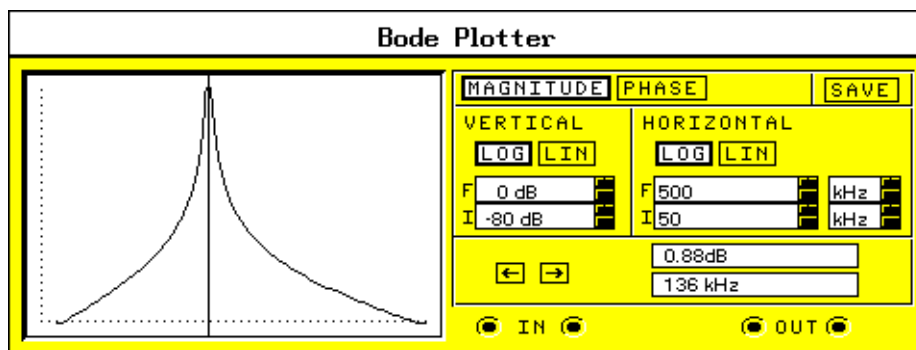 Bode Plotter
MAGNITUDE PHASE SAVE
VERTICAL HORIZONTAL
LOG LIN LOG LIN
F 0 dB F 500 kHz
I -80 dB I 50 kHz
← → 0.88dB
136 kHz
IN OUT